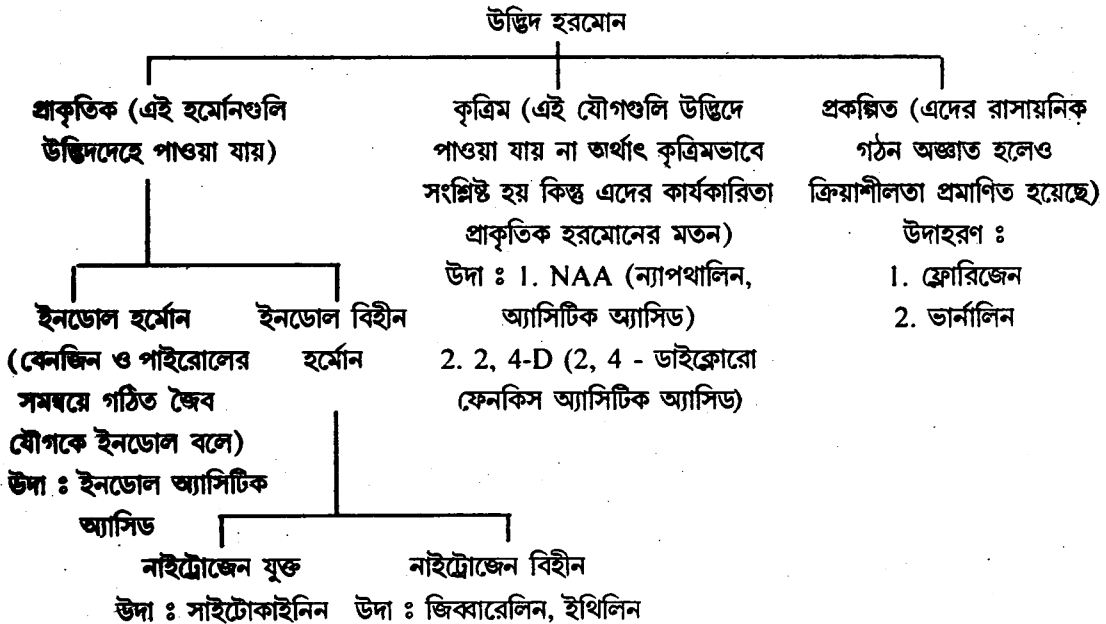 উদ্ভিদ হরমোন
প্রাকৃতিক (এই হর্মোনগুলি
উদ্ভিদদেহে পাওয়া যায়)
কৃত্রিম (এই যৌগগুলি উদ্ভিদে
পাওয়া যায় না অর্থাৎ কৃত্রিমভাবে
সংশ্লিষ্ট হয় কিন্তু এদের কার্যকারিতা
প্রাকৃতিক হরমোনের মতন)
উদা ঃ 1. NAA (ন্যাপথালিন,
অ্যাসিটিক অ্যাসিড)
2. 2, 4-D (2, 4 - ডাইক্লোরো
ফেনকিস অ্যাসিটিক অ্যাসিড)
প্রকল্পিত (এদের রাসায়নিক
গঠন অজ্ঞাত হলেও
ক্রিয়াশীলতা প্রমাণিত হয়েছে)
উদাহরণ ঃ
1. ফ্লোরিজেন
2. ভার্নালিন
ইনডোল হর্মোন
(বেনজিন ও পাইরোলের
সমন্বয়ে গঠিত জৈব
যৌগকে ইনডোল বলে)
উদা ঃ ইনডোল অ্যাসিটিক
অ্যাসিড
ইনডোল বিহীন
হর্মোন
নাইট্রোজেন যুক্ত
উদা ঃ সাইটোকাইনিন
নাইট্রোজেন বিহীন
উদা ঃ জিব্বারেলিন, ইথিলিন